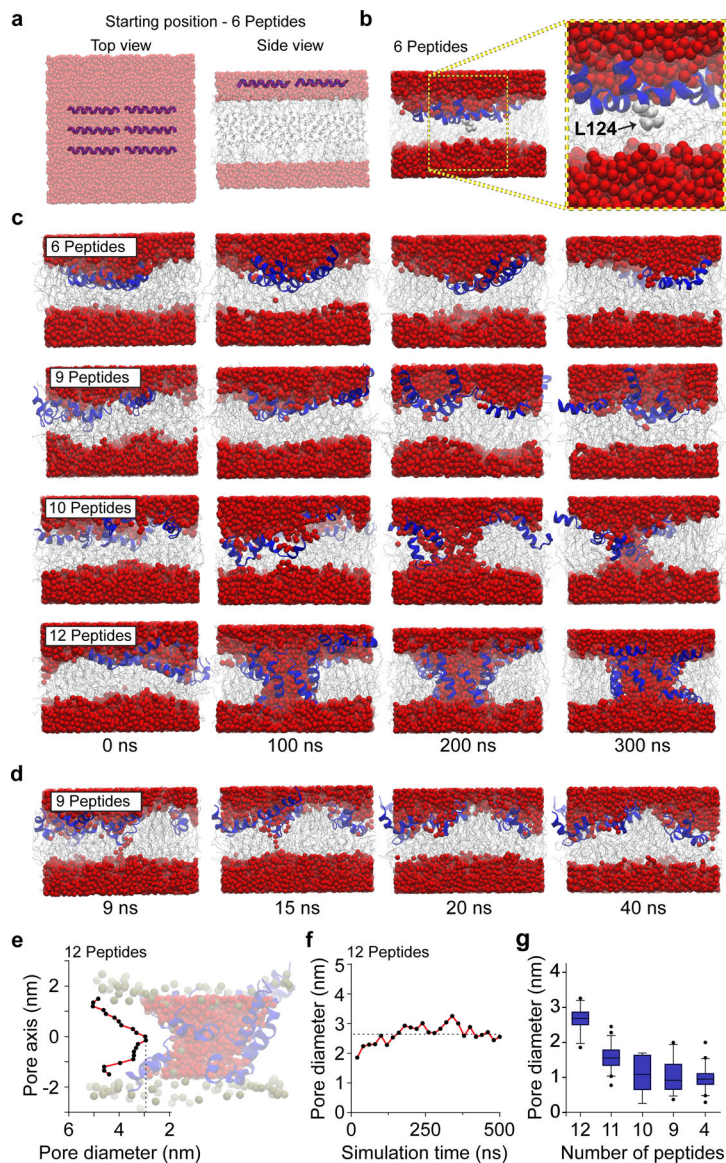 a
Starting position - 6 Peptides
Top view
Side view
b
6 Peptides
L124→
c
6 Peptides
9 Peptides
10 Peptides
12 Peptides
0 ns
100 ns
200 ns
300 ns
d
9 Peptides
9 ns
15 ns
20 ns
40 ns
e
12 Peptides
Pore axis (nm)
2
0
-2
6
4
2
Pore diameter (nm)
f
12 Peptides
Pore diameter (nm)
5
4
3
2
1
0
0
250
500
Simulation time (ns)
g
Pore diameter (nm)
4
3
2
1
0
12
11
10
9
4
Number of peptides